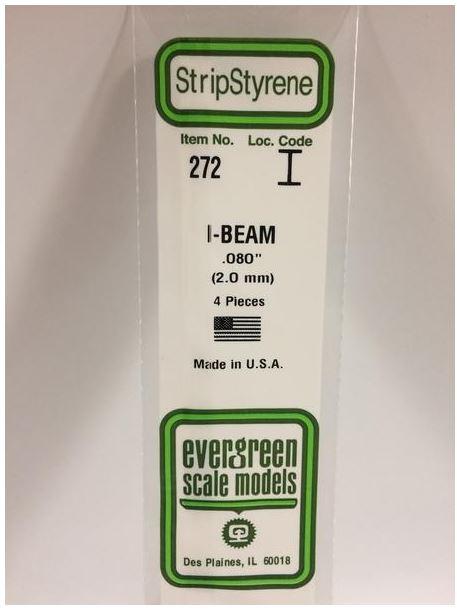 StripStyrene
Item No. Loc. Code
272 I
I-BEAM
.080"
(2.0 mm)
4 Pieces
Made in U.S.A.
evergreen
scale models
Des Plaines, IL 60018